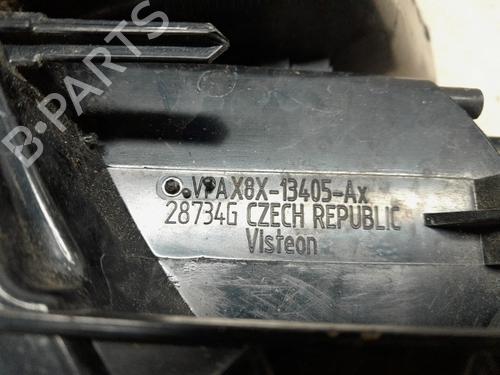 B-PARTS
VPAX8X-13405-Ax
28734G CZECH REPUBLIC
Visteon